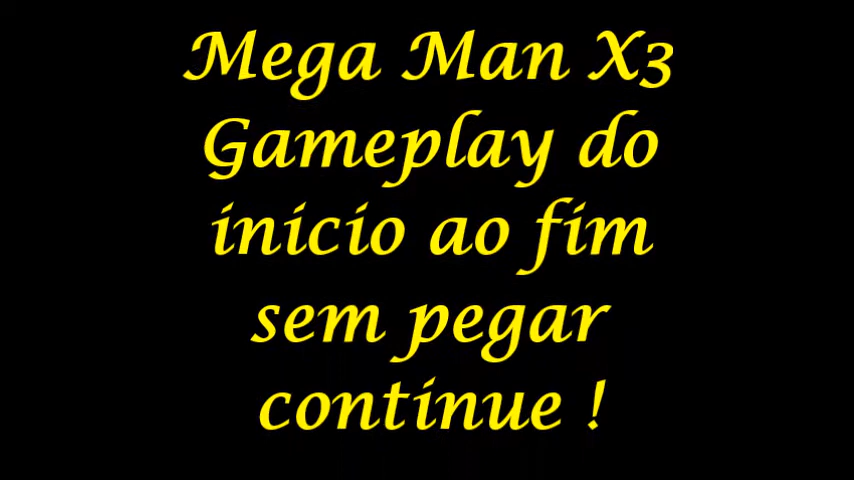 Mega Man X3
Gameplay do
inicio ao fim
sem pegar
continue !